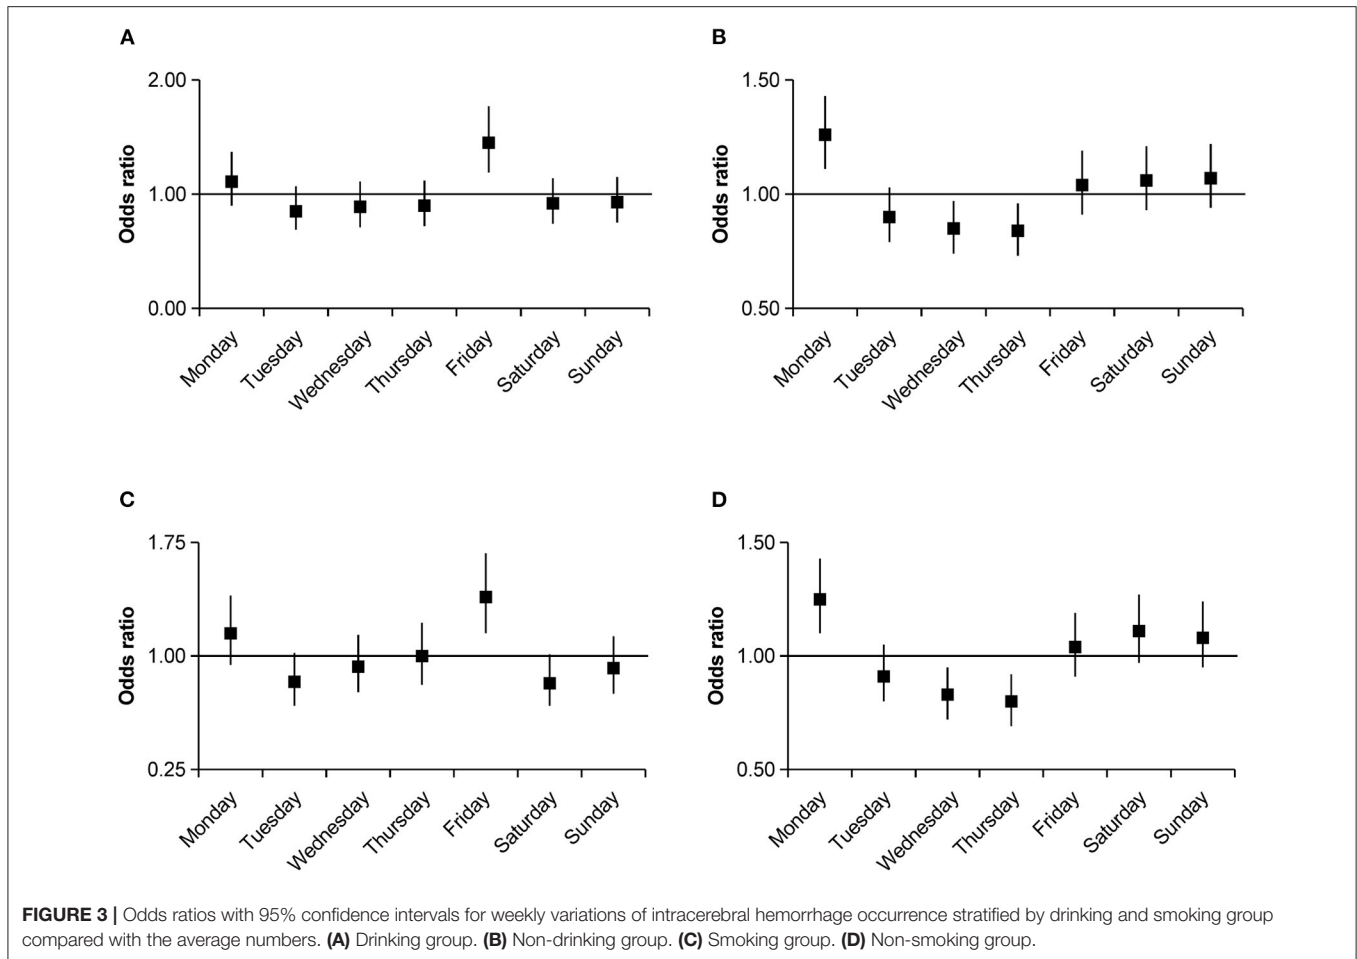 A
2.00
1.00
0.00
Odds ratio
Monday
Tuesday
Wednesday
Thursday
Friday
Saturday
Sunday
B
1.50
1.00
0.50
Odds ratio
Monday
Tuesday
Wednesday
Thursday
Friday
Saturday
Sunday
C
1.75
1.00
0.25
Odds ratio
Monday
Tuesday
Wednesday
Thursday
Friday
Saturday
Sunday
D
1.50
1.00
0.50
Odds ratio
Monday
Tuesday
Wednesday
Thursday
Friday
Saturday
Sunday
FIGURE 3 | Odds ratios with 95% confidence intervals for weekly variations of intracerebral hemorrhage occurrence stratified by drinking and smoking group
compared with the average numbers. (A) Drinking group. (B) Non-drinking group. (C) Smoking group. (D) Non-smoking group.